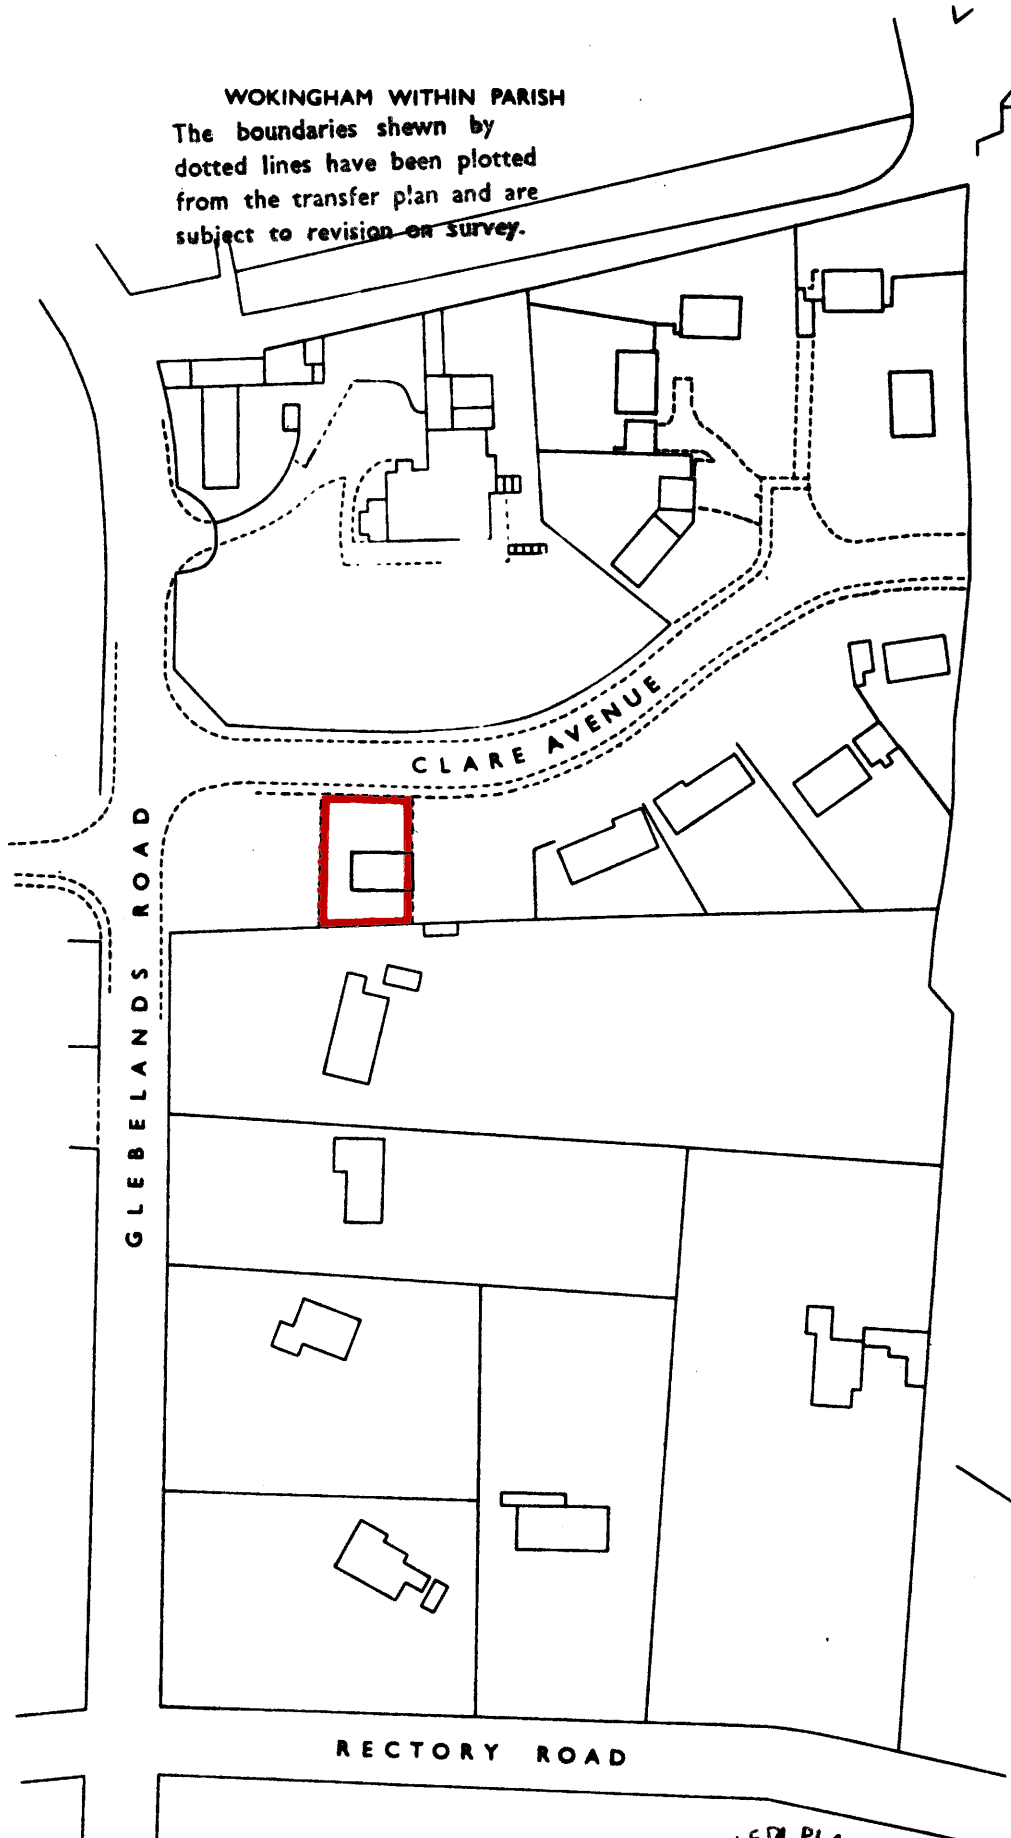 WOKINGHAM WITHIN PARISH
The boundaries shewn by
dotted lines have been plotted
from the transfer plan and are
subject to revision on survey.
CLARE AVENUE
GLEBELANDS ROAD
RECTORY ROAD